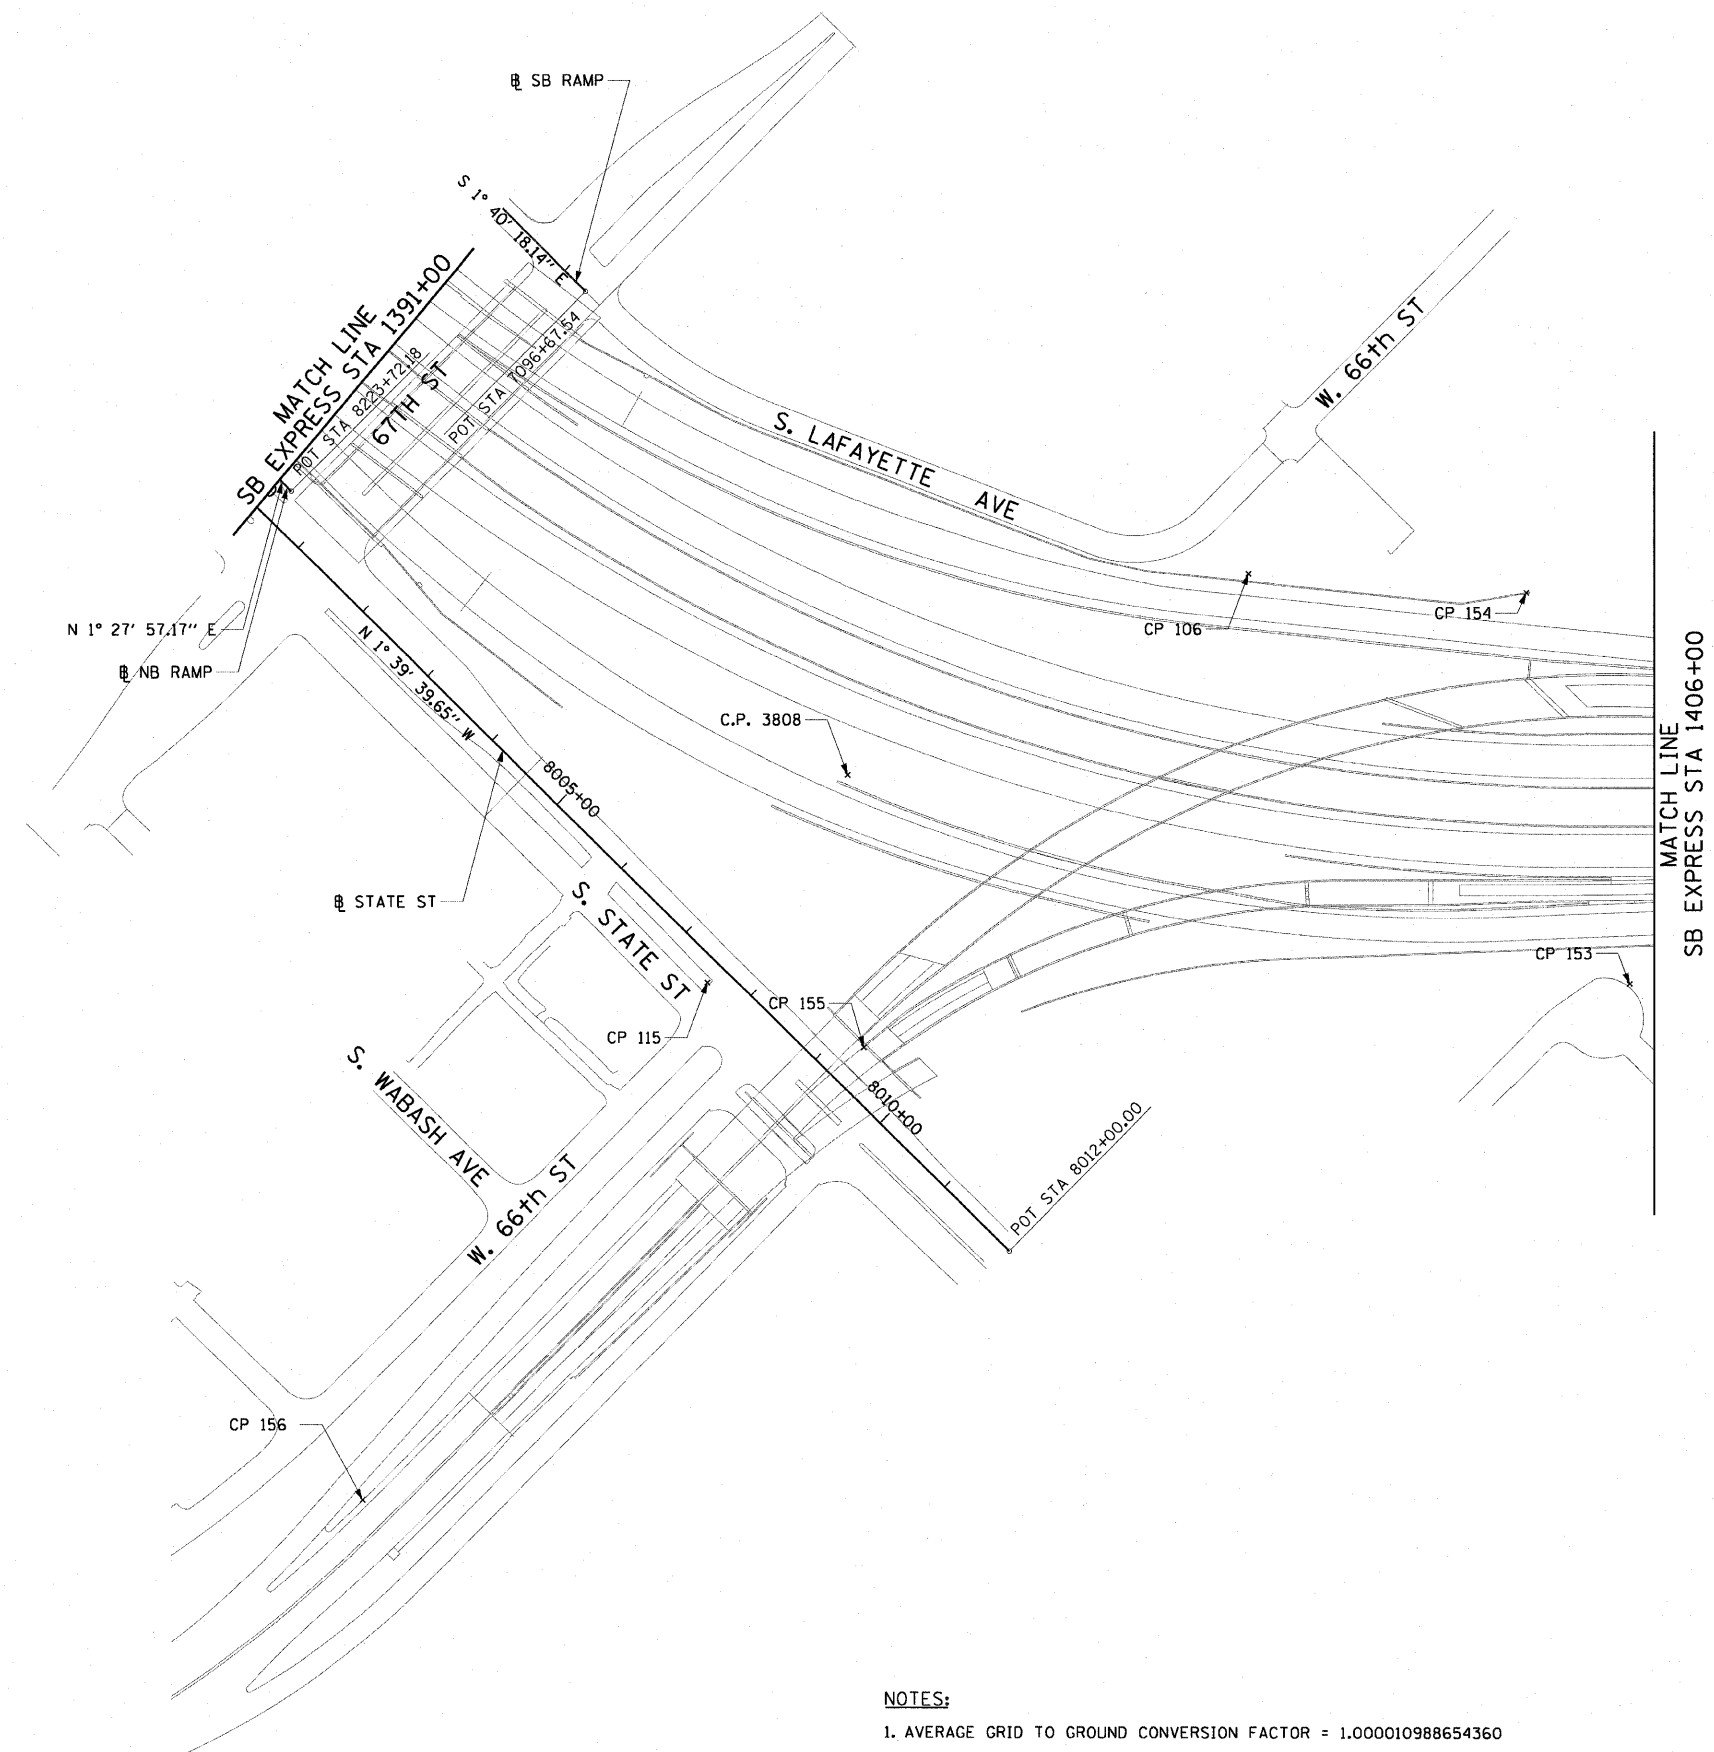 ℄ SB RAMP
S 1° 40' 18.14" E
MATCH LINE
SB EXPRESS STA 1391+00
POT STA 8223+72.18
67TH ST
POT STA 7096+67.54
S. LAFAYETTE AVE
W. 66th ST
N 1° 27' 57.17" E
℄ NB RAMP
N 1° 39' 39.65" W
CP 106
CP 154
C.P. 3808
MATCH LINE
SB EXPRESS STA 1406+00
8005+00
℄ STATE ST
S. STATE ST
CP 153
CP 155
CP 115
S. WABASH AVE
8010+00
POT STA 8012+00.00
W. 66th ST
CP 156
NOTES:
1. AVERAGE GRID TO GROUND CONVERSION FACTOR = 1.000010988654360